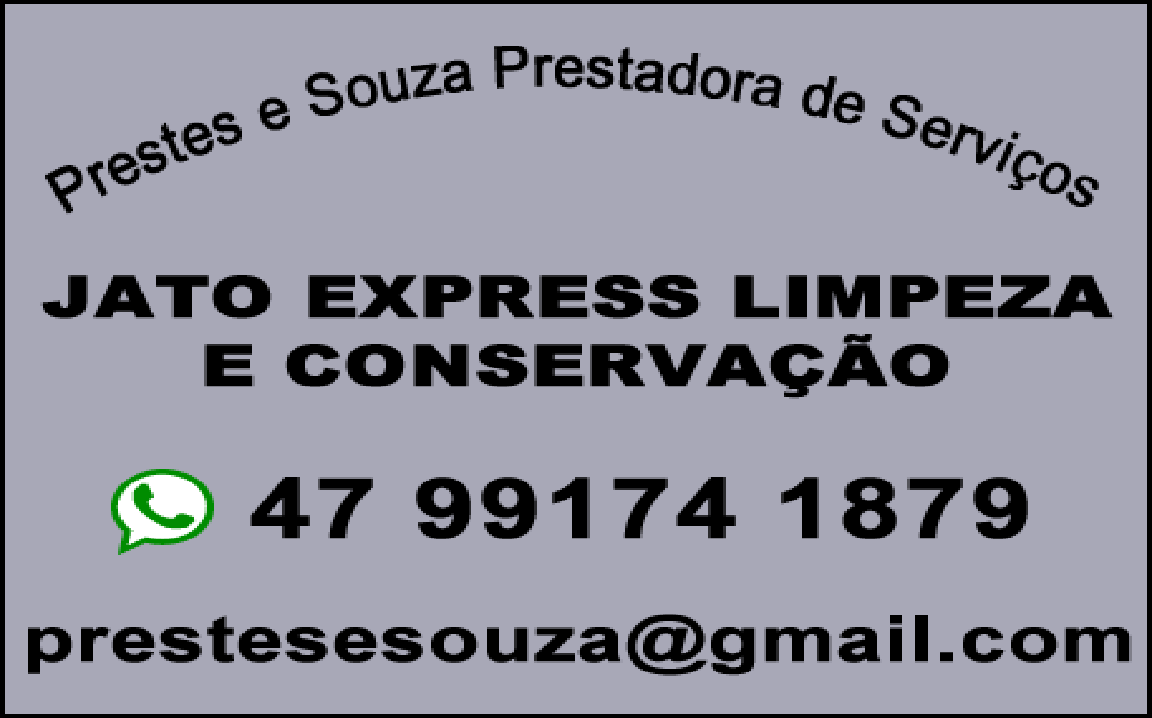 Prestes e Souza Prestadora de Serviços
JATO EXPRESS LIMPEZA
E CONSERVAÇÃO
47 99174 1879
prestesesouza@gmail.com